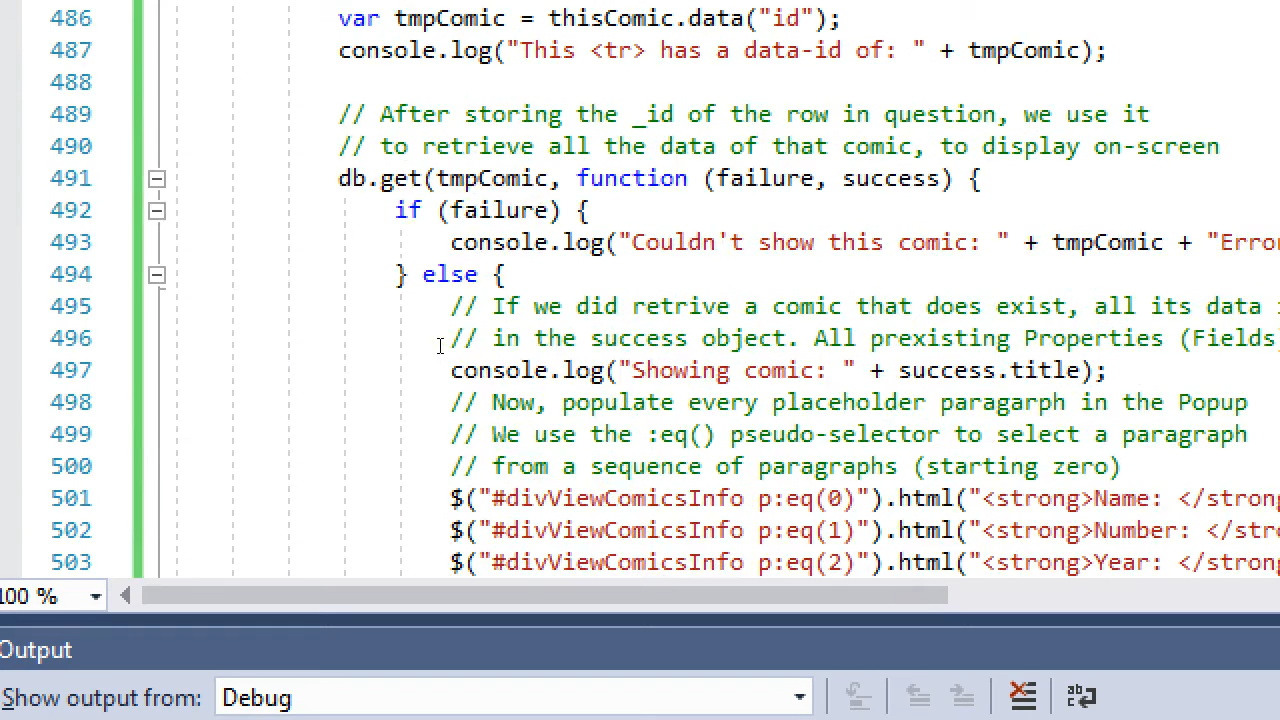 486 var tmpComic = thisComic.data("id");
487 console.log("This <tr> has a data-id of: " + tmpComic);
488
489 // After storing the _id of the row in question, we use it
490 // to retrieve all the data of that comic, to display on-screen
491 db.get(tmpComic, function (failure, success) {
492 if (failure) {
493 console.log("Couldn't show this comic: " + tmpComic + "Erro
494 } else {
495 // If we did retrive a comic that does exist, all its data
496 // in the success object. All prexisting Properties (Fields
497 console.log("Showing comic: " + success.title);
498 // Now, populate every placeholder paragarph in the Popup
499 // We use the :eq() pseudo-selector to select a paragraph
500 // from a sequence of paragraphs (starting zero)
501 $("#divViewComicsInfo p:eq(0)").html("<strong>Name: </stron
502 $("#divViewComicsInfo p:eq(1)").html("<strong>Number: </str
503 $("#divViewComicsInfo p:eq(2)").html("<strong>Year: </stron
100 %
Output
Show output from: Debug